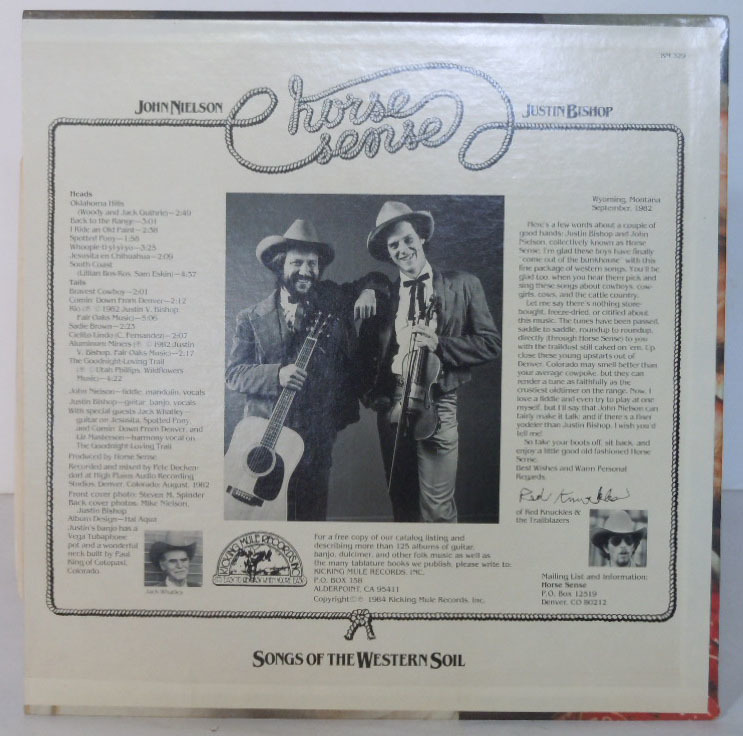 KM 329
JOHN NIELSON
horse
sense
JUSTIN BISHOP
Heads
Oklahoma Hills
(Woody and Jack Guthrie)—2:49
Back to the Range—3:01
I Ride an Old Paint—2:38
Spotted Pony—1:58
Whoopie-ti-yi-yi-yo—3:25
Jesusita en Chihuahua—2:09
South Coast
(Lillian Bos-Ros, Sam Eskin)—4:37
Tails
Bravest Cowboy—2:01
Comin' Down From Denver—2:12
Rio ℗ © 1982 Justin V. Bishop
Fair Oaks Music)—3:06
Sadie Brown—2:23
Cielito Lindo (C. Fernandez)—2:07
Aluminum Miners (℗ © 1982 Justin
V. Bishop, Fair Oaks Music)—2:17
The Goodnight-Loving Trail
(℗ © Utah Phillips, Wildflowers
Music)—4:22
John Nielson—fiddle, mandolin, vocals
Justin Bishop—guitar, banjo, vocals
With special guests Jack Whatley—
guitar on Jesusita, Spotted Pony
and Comin' Down From Denver, and
Liz Masterson—harmony vocal on
The Goodnight-Loving Trail
Produced by Horse Sense
Recorded and mixed by Pete Decken-
dart at High Plains Audio Recording
Studios, Denver, Colorado August, 1982
Front cover photo: Steven M. Spinder
Back cover photos: Mike Nielson,
Justin Bishop
Album Design—Hal Aqua
Justin's banjo has a
Vega Tubaphone
pot and a wonderful
neck built by Paul
King of Cotopaxi,
Colorado.
Jack Whatley
KICKING MULE RECORDS, INC.
For a free copy of our catalog listing and
describing more than 125 albums of guitar,
banjo, dulcimer, and other folk music as well as
the many tablature books we publish, please write to:
KICKING MULE RECORDS, INC.
P.O. BOX 158
ALDERPOINT, CA 95411
Copyright © ℗ 1984 Kicking Mule Records, Inc.
Wyoming, Montana
September, 1982
Here's a few words about a couple of
good hands; Justin Bishop and John
Nielson, collectively known as Horse
Sense. I'm glad these boys have finally
"come out of the bunkhouse" with this
fine package of western songs. You'll be
glad too, when you hear them pick and
sing these songs about cowboys, cow-
girls, cows, and the cattle country.
Let me say there's nothing store-
bought, freeze-dried, or citified about
this music. The tunes have been passed,
saddle to saddle, roundup to roundup,
directly (through Horse Sense) to you
with the traildust still caked on 'em. Up
close these young upstarts out of
Denver, Colorado may smell better than
your average cowpoke, but they can
render a tune as faithfully as the
crustiest oldtimer on the range. Now, I
love a fiddle and even try to play at one
myself, but I'll say that John Nielson can
fairly make it talk; and if there's a finer
yodeler than Justin Bishop, I wish you'd
tell me!
So take your boots off, sit back, and
enjoy a little good old fashioned Horse
Sense.
Best Wishes and Warm Personal
Regards,
Red Knuckles
of Red Knuckles &
the Trailblazers
Mailing List and Information:
Horse Sense
P.O. Box 12519
Denver, CO 80212
SONGS OF THE WESTERN SOIL